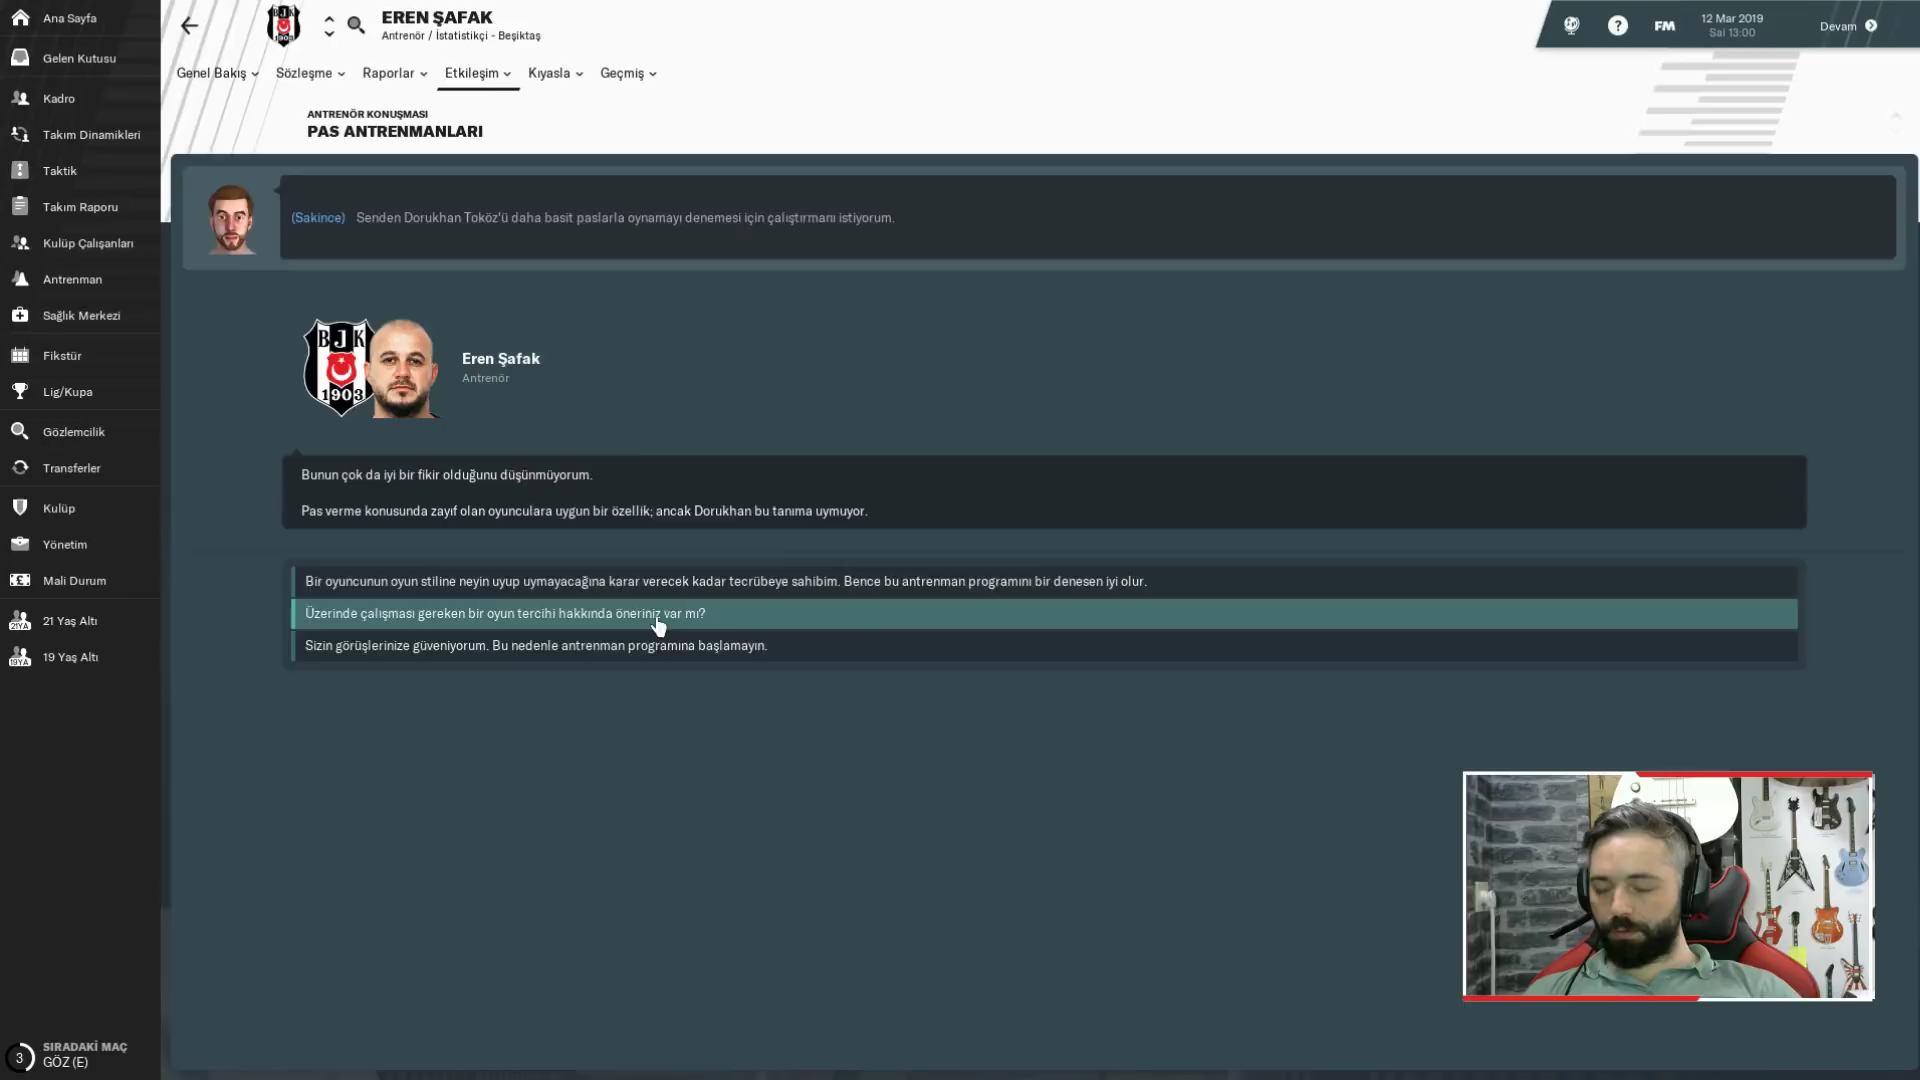 Ana Sayfa
Gelen Kutusu
Kadro
Takım Dinamikleri
Taktik
Takım Raporu
Kulüp Çalışanları
Antrenman
Sağlık Merkezi
Fikstür
Lig/Kupa
Gözlemcilik
Transferler
Kulüp
Yönetim
Mali Durum
21YA
21 Yaş Altı
19YA
19 Yaş Altı
3
SIRADAKİ MAÇ
GÖZ (E)
EREN ŞAFAK
Antrenör / İstatistikçi - Beşiktaş
?
FM
12 Mar 2019
Sal 13:00
Devam
Genel Bakış
Sözleşme
Raporlar
Etkileşim
Kıyasla
Geçmiş
ANTRENÖR KONUŞMASI
PAS ANTRENMANLARI
(Sakince) Senden Dorukhan Toköz'ü daha basit paslarla oynamayı denemesi için çalıştırmanı istiyorum.
BJK
1903
Eren Şafak
Antrenör
Bunun çok da iyi bir fikir olduğunu düşünmüyorum.
Pas verme konusunda zayıf olan oyunculara uygun bir özellik; ancak Dorukhan bu tanıma uymuyor.
Bir oyuncunun oyun stiline neyin uyup uymayacağına karar verecek kadar tecrübeye sahibim. Bence bu antrenman programını bir denesen iyi olur.
Üzerinde çalışması gereken bir oyun tercihi hakkında öneriniz var mı?
Sizin görüşlerinize güveniyorum. Bu nedenle antrenman programına başlamayın.